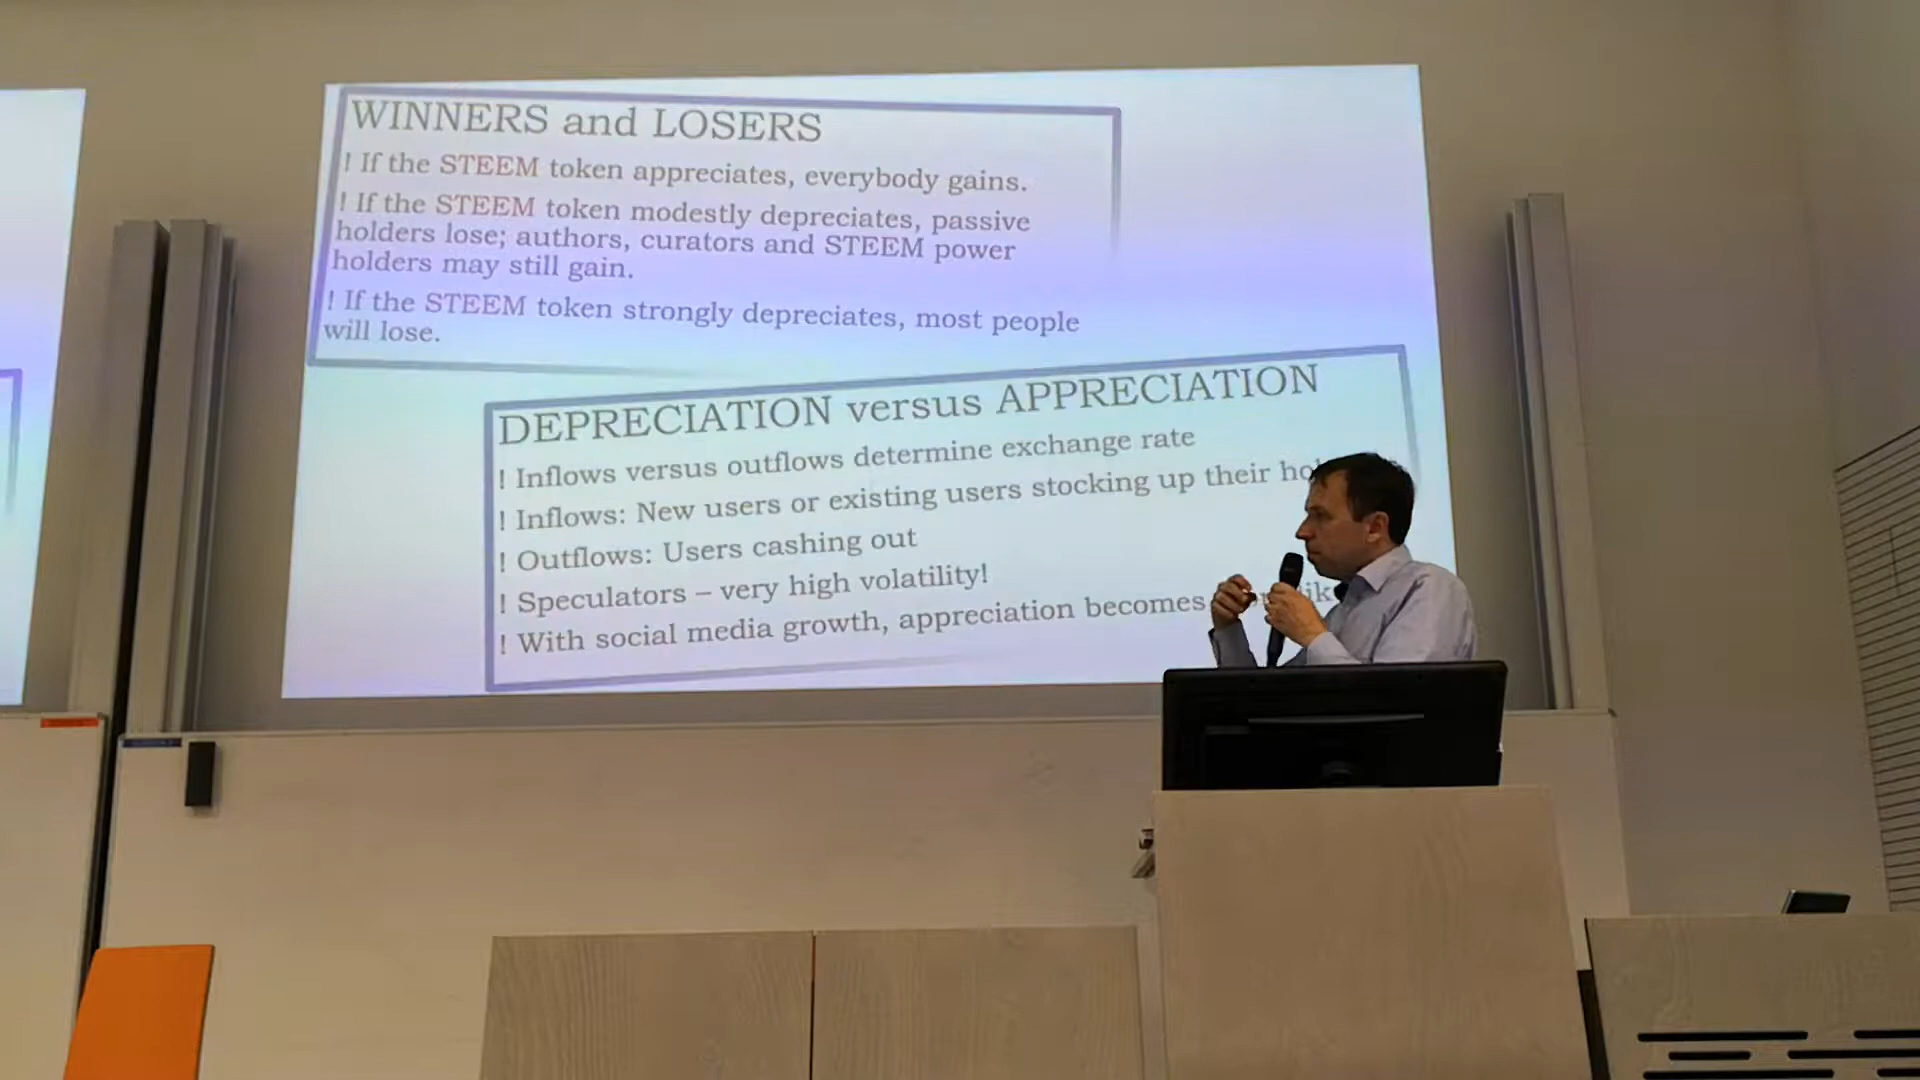 WINNERS and LOSERS
! If the STEEM token appreciates, everybody gains.
! If the STEEM token modestly depreciates, passive
holders lose; authors, curators and STEEM power
holders may still gain.
! If the STEEM token strongly depreciates, most people
will lose.
DEPRECIATION versus APPRECIATION
! Inflows versus outflows determine exchange rate
! Inflows: New users or existing users stocking up their
! Outflows: Users cashing out
! Speculators – very high volatility!
! With social media growth, appreciation becomes